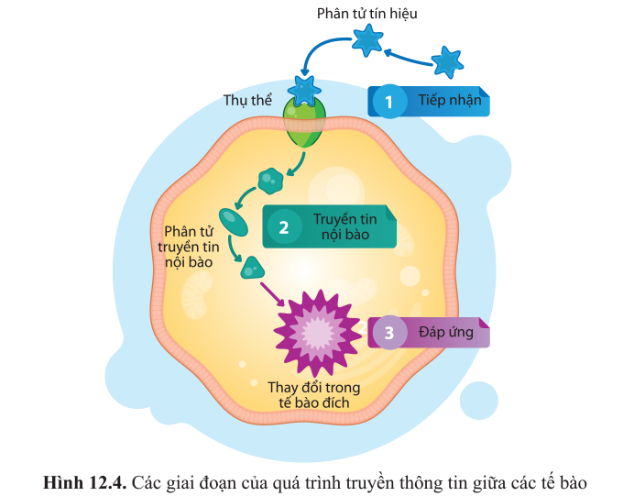 Phân tử tín hiệu
Thụ thể
1 Tiếp nhận
Phân tử
truyền tin
nội bào
2 Truyền tin
nội bào
3 Đáp ứng
Thay đổi trong
tế bào đích
Hình 12.4. Các giai đoạn của quá trình truyền thông tin giữa các tế bào